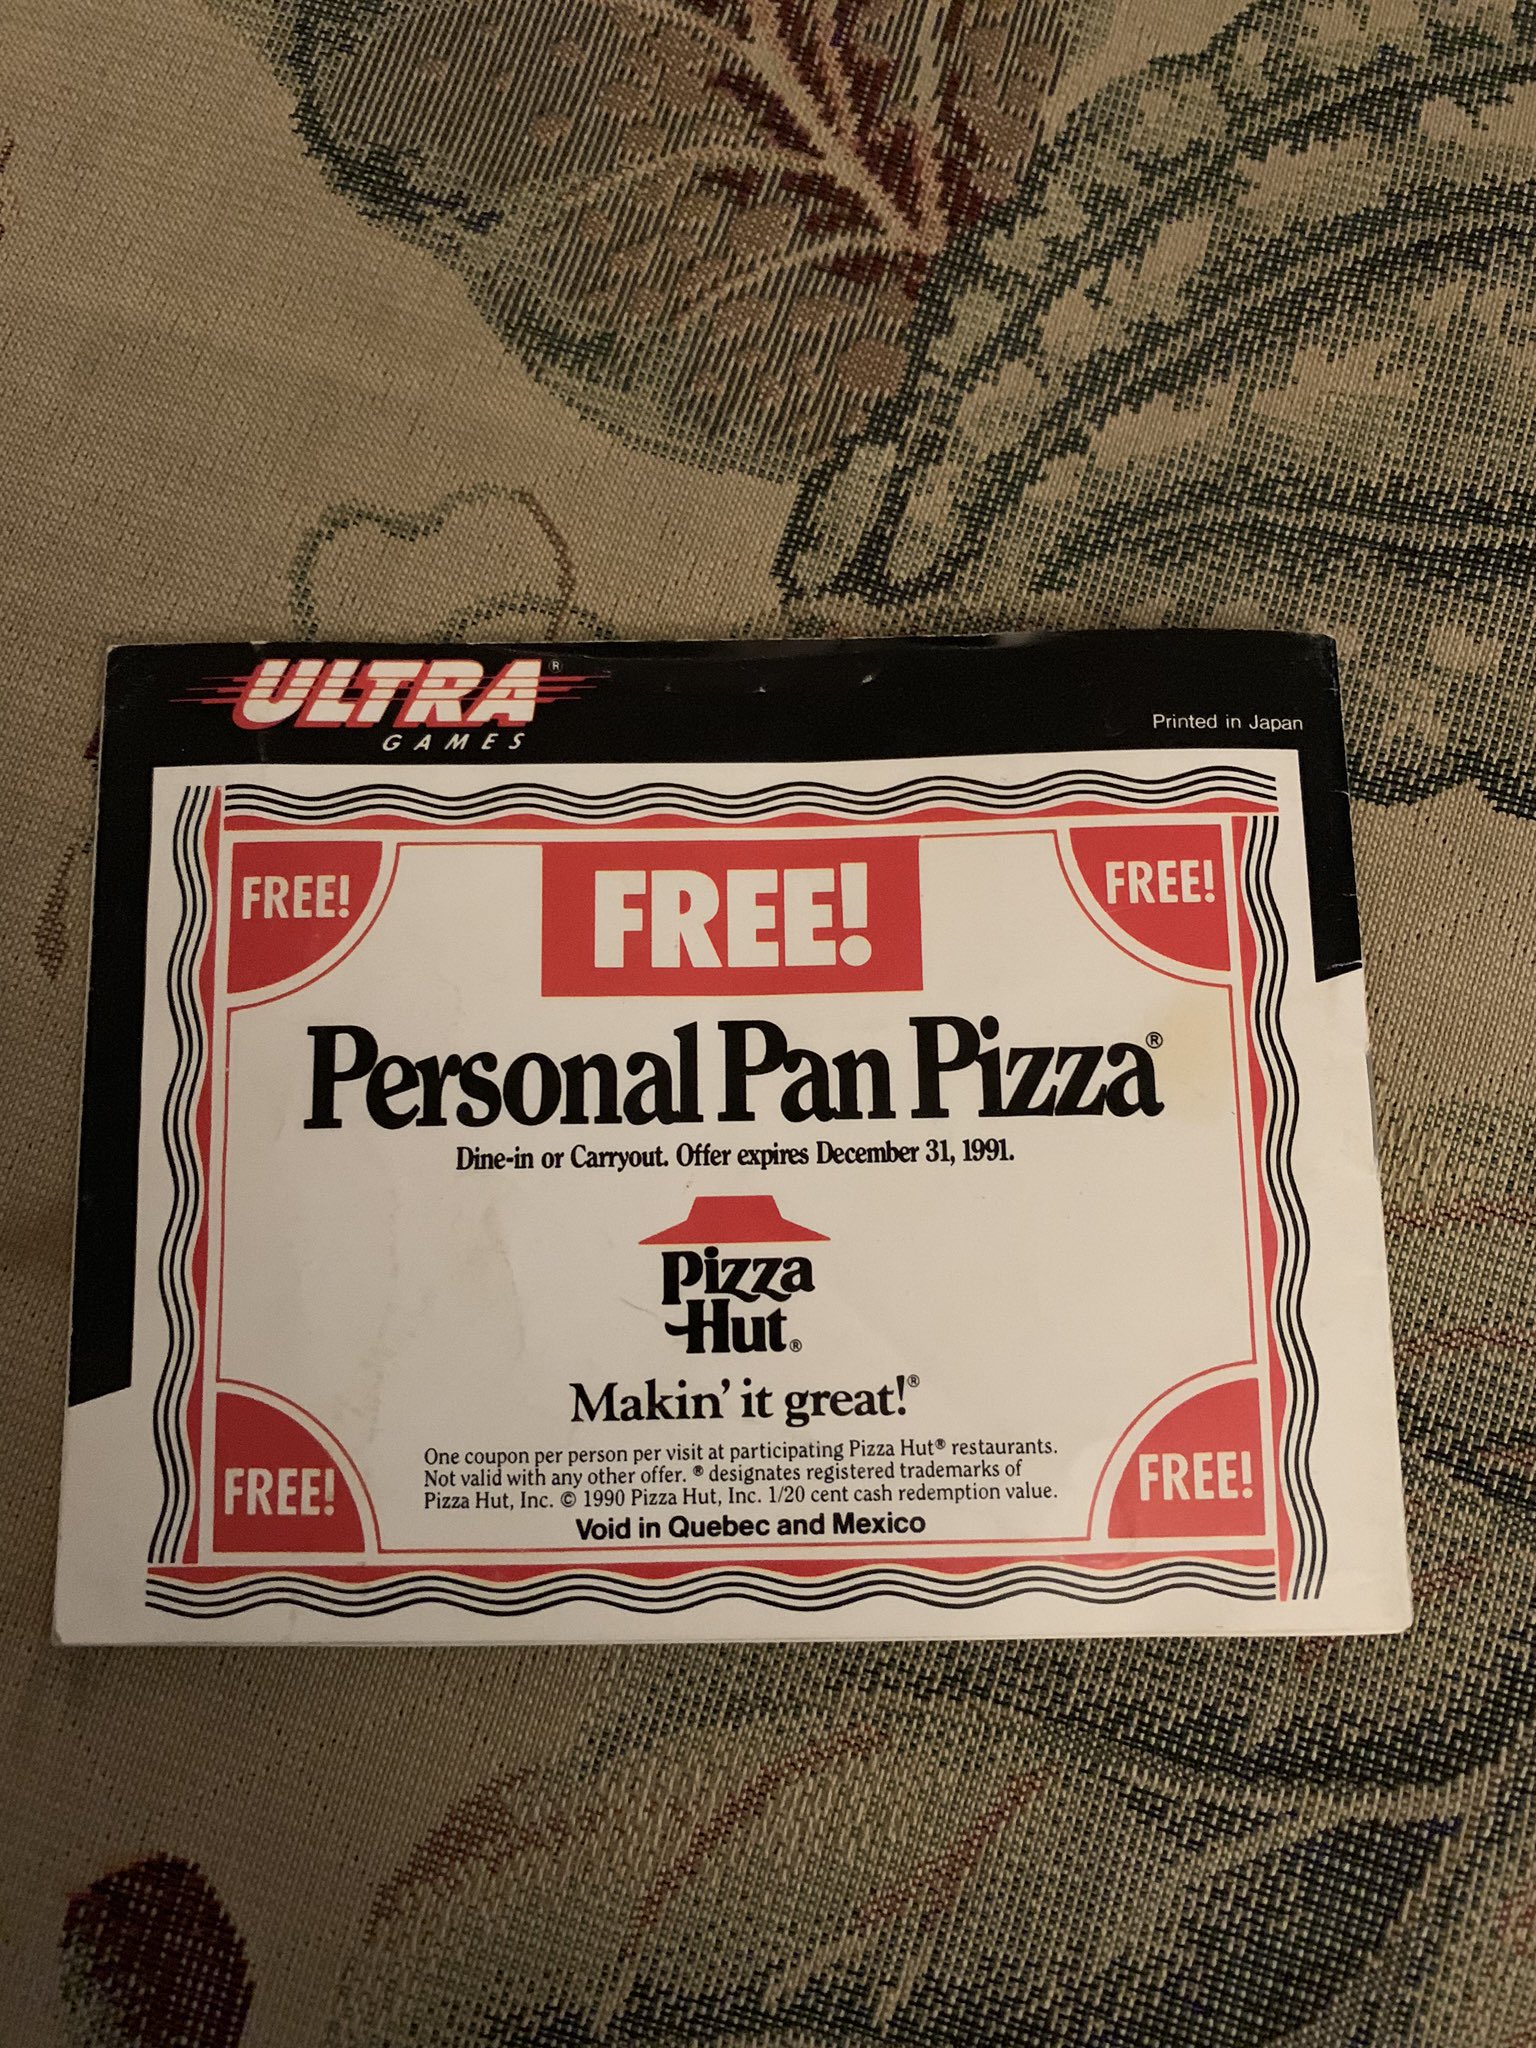 ULTRA®
GAMES
Printed in Japan
FREE!
FREE!
FREE!
Personal Pan Pizza®
Dine-in or Carryout. Offer expires December 31, 1991.
Pizza
Hut®
Makin' it great!®
One coupon per person per visit at participating Pizza Hut® restaurants.
Not valid with any other offer. ® designates registered trademarks of
Pizza Hut, Inc. © 1990 Pizza Hut, Inc. 1/20 cent cash redemption value.
Void in Quebec and Mexico
FREE!
FREE!